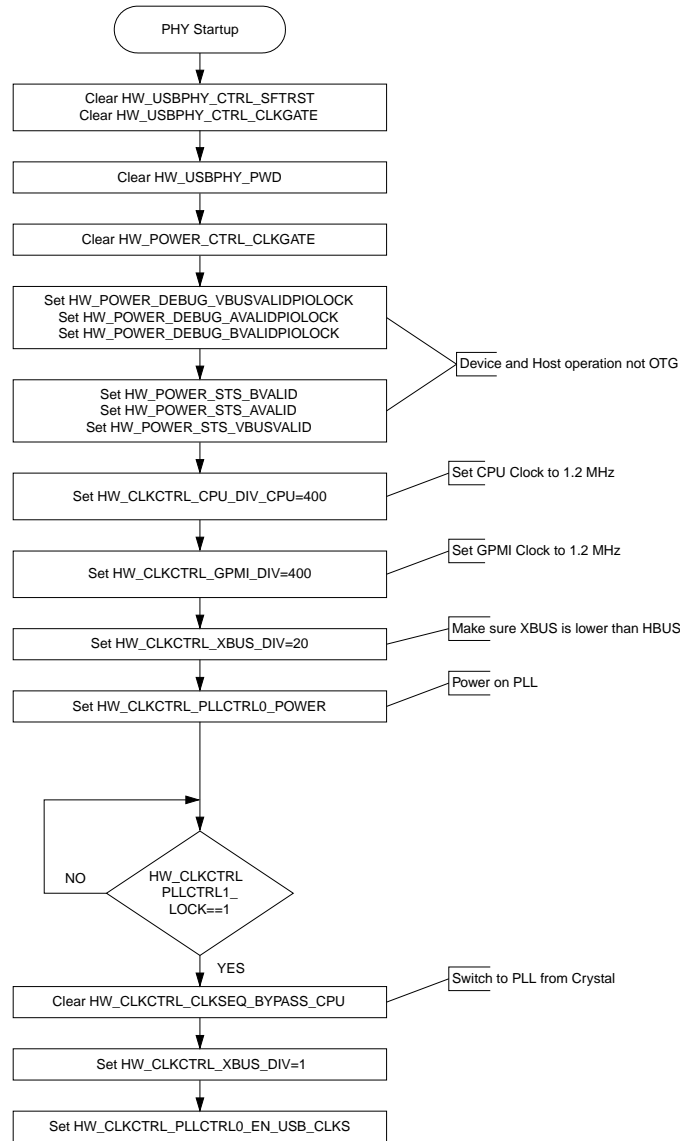 PHY Startup
Clear HW_USBPHY_CTRL_SFTRST
Clear HW_USBPHY_CTRL_CLKGATE
Clear HW_USBPHY_PWD
Clear HW_POWER_CTRL_CLKGATE
Set HW_POWER_DEBUG_VBUSVALIDPIOLOCK
Set HW_POWER_DEBUG_AVALIDPIOLOCK
Set HW_POWER_DEBUG_BVALIDPIOLOCK
Device and Host operation not OTG
Set HW_POWER_STS_BVALID
Set HW_POWER_STS_AVALID
Set HW_POWER_STS_VBUSVALID
Set CPU Clock to 1.2 MHz
Set HW_CLKCTRL_CPU_DIV_CPU=400
Set GPMI Clock to 1.2 MHz
Set HW_CLKCTRL_GPMI_DIV=400
Make sure XBUS is lower than HBUS
Set HW_CLKCTRL_XBUS_DIV=20
Power on PLL
Set HW_CLKCTRL_PLLCTRL0_POWER
NO
HW_CLKCTRL
PLLCTRL1_
LOCK==1
YES
Switch to PLL from Crystal
Clear HW_CLKCTRL_CLKSEQ_BYPASS_CPU
Set HW_CLKCTRL_XBUS_DIV=1
Set HW_CLKCTRL_PLLCTRL0_EN_USB_CLKS